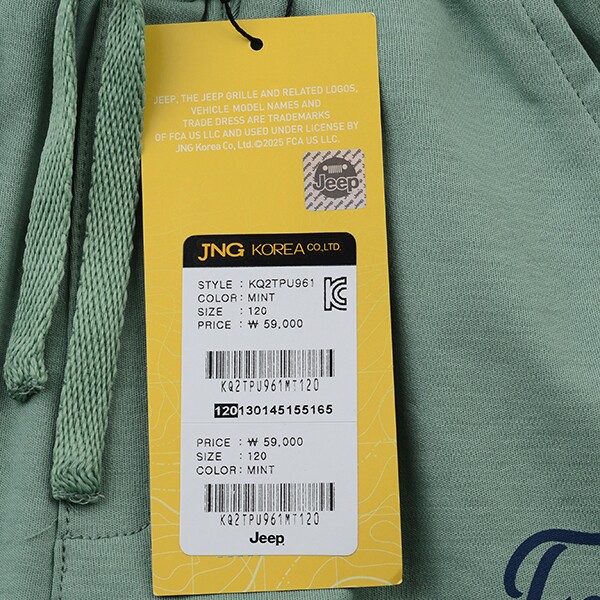 JEEP, THE JEEP GRILLE AND RELATED LOGOS,
VEHICLE MODEL NAMES AND
TRADE DRESS ARE TRADEMARKS
OF FCA US LLC AND USED UNDER LICENSE BY
JNG Korea Co., Ltd.©2025 FCA US LLC.
Jeep
JNG KOREA CO.,LTD.
STYLE : KQ2TPU961
COLOR : MINT
SIZE : 120
PRICE : ₩ 59,000
KQ2TPU961MT120
120130145155165
PRICE : ₩ 59,000
SIZE : 120
COLOR : MINT
KQ2TPU961MT120
Jeep